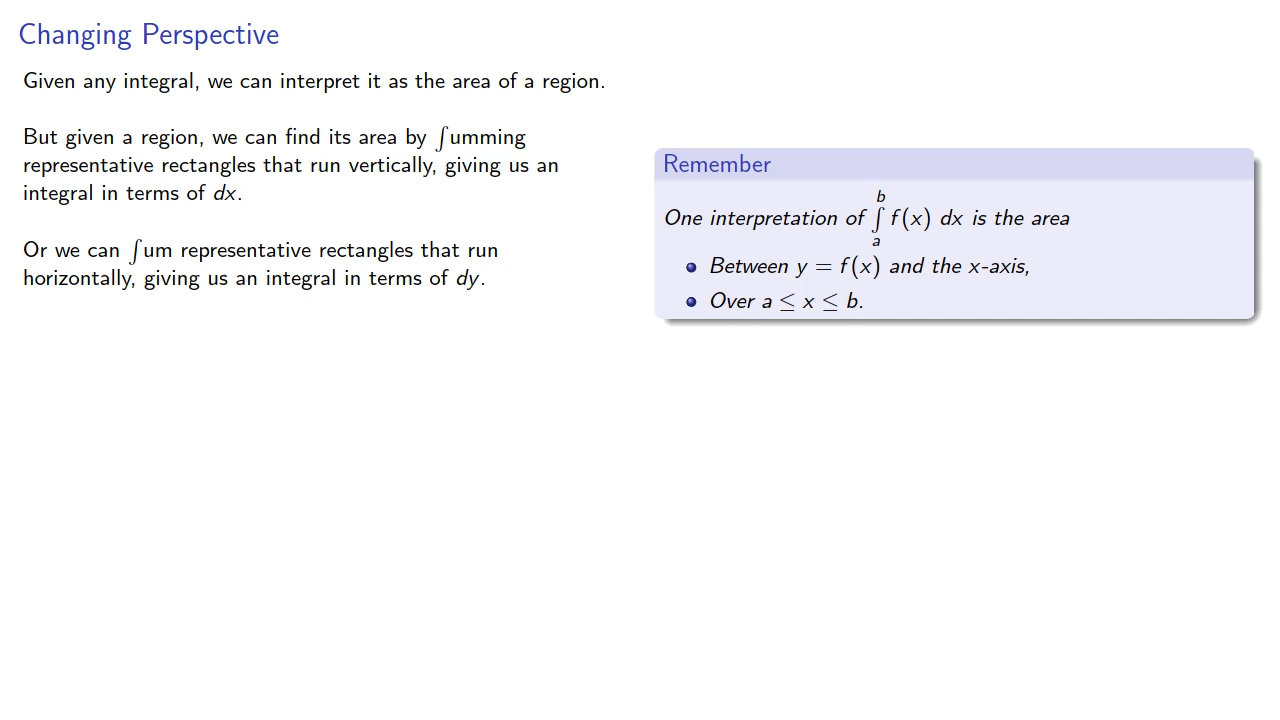 Changing Perspective
Given any integral, we can interpret it as the area of a region.
But given a region, we can find its area by ∫umming
representative rectangles that run vertically, giving us an
integral in terms of dx.
Or we can ∫um representative rectangles that run
horizontally, giving us an integral in terms of dy.
Remember
One interpretation of ∫_a^b f(x) dx is the area
• Between y = f(x) and the x-axis,
• Over a ≤ x ≤ b.